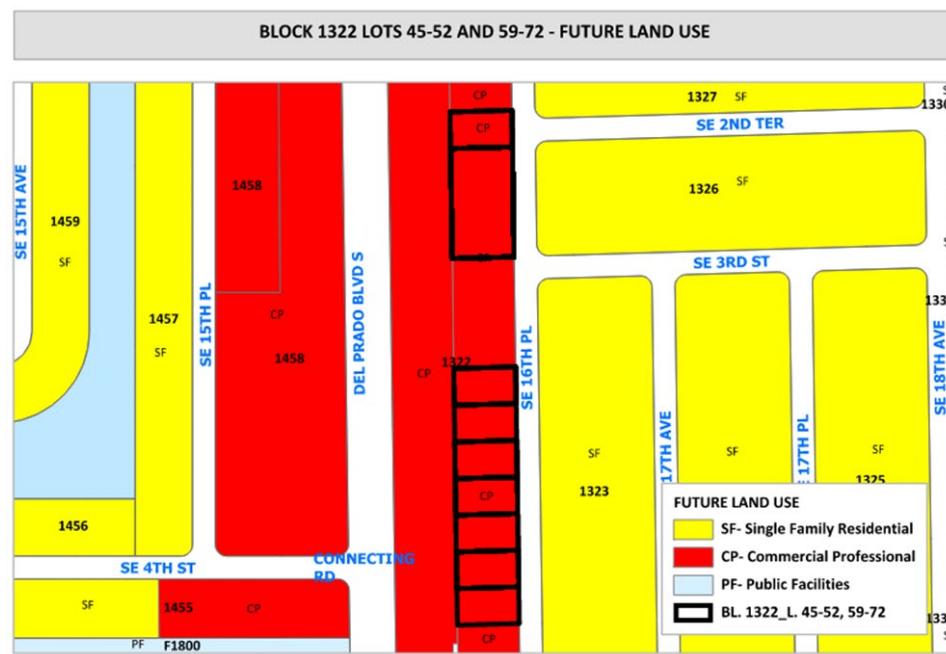 BLOCK 1322 LOTS 45-52 AND 59-72 - FUTURE LAND USE
CP
1327 SF
SE 2ND TER
CP
SE 15TH AVE
1459
SF
1458
1326 SF
SE 3RD ST
CP
SE 15TH PL
1457
SF
CP
1458
DEL PRADO BLVD S
1322
CP
SE 16TH PL
SE 18TH AVE
17TH AVE
17TH PL
SF
SF
SF
1323
1325
CP
1456
SE 4TH ST
CONNECTING
RD
SF
1455
CP
PF F1800
CP
FUTURE LAND USE
SF- Single Family Residential
CP- Commercial Professional
PF- Public Facilities
BL. 1322_L. 45-52, 59-72